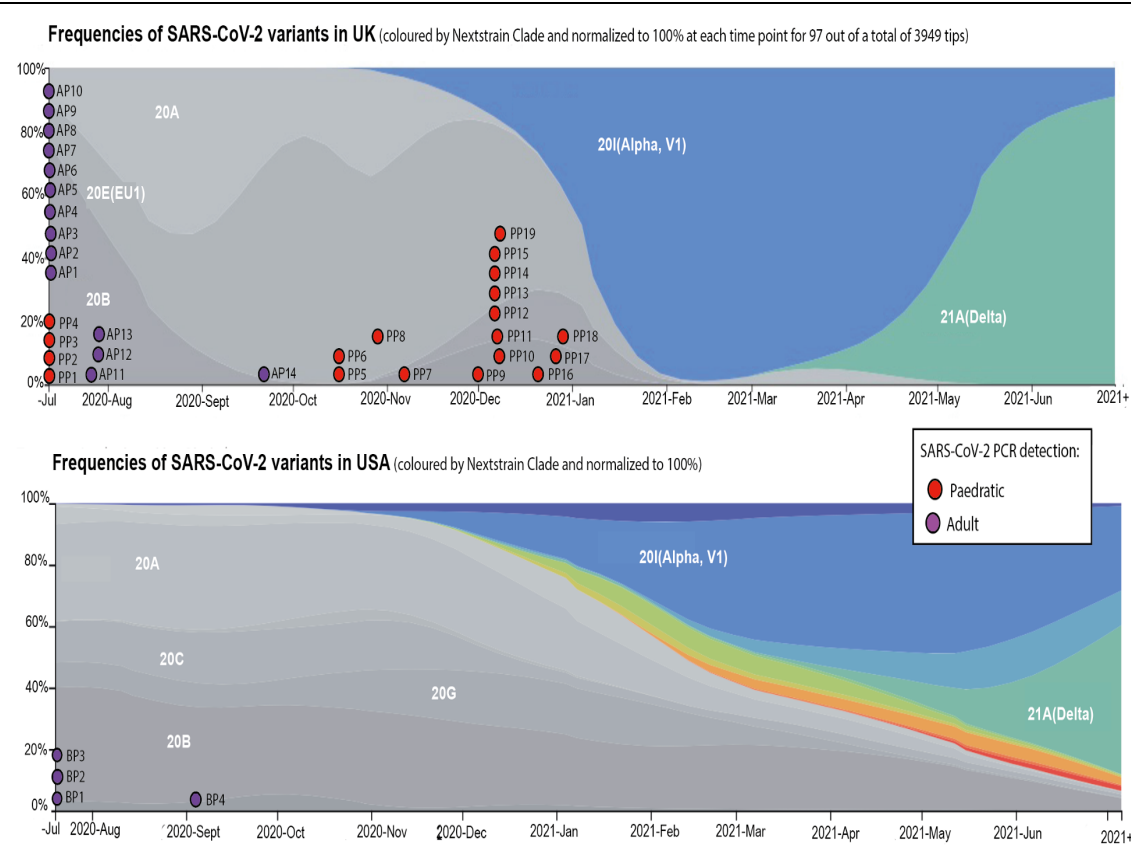 Frequencies of SARS-CoV-2 variants in UK (coloured by Nextstrain Clade and normalized to 100% at each time point for 97 out of a total of 3949 tips)
100%
AP10
AP9
20A
80%
AP8
AP7
20I(Alpha, V1)
AP6
60%
AP5
20E(EU1)
AP4
AP3
PP19
40%
AP2
PP15
AP1
PP14
20B
PP13
20%
PP4
PP12
21A(Delta)
PP3
AP13
PP8
PP11
PP18
PP2
AP12
PP6
PP10
PP17
0%
PP1
AP11
AP14
PP5
PP7
PP9
PP16
-Jul
2020-Aug
2020-Sept
2020-Oct
2020-Nov
2020-Dec
2021-Jan
2021-Feb
2021-Mar
2021-Apr
2021-May
2021-Jun
2021+
Frequencies of SARS-CoV-2 variants in USA (coloured by Nextstrain Clade and normalized to 100%)
SARS-CoV-2 PCR detection:
Paedratic
Adult
100%
80%
20A
20I(Alpha, V1)
60%
20C
40%
20G
20B
21A(Delta)
20%
BP3
BP2
0%
BP1
BP4
-Jul
2020-Aug
2020-Sept
2020-Oct
2020-Nov
2020-Dec
2021-Jan
2021-Feb
2021-Mar
2021-Apr
2021-May
2021-Jun
2021+